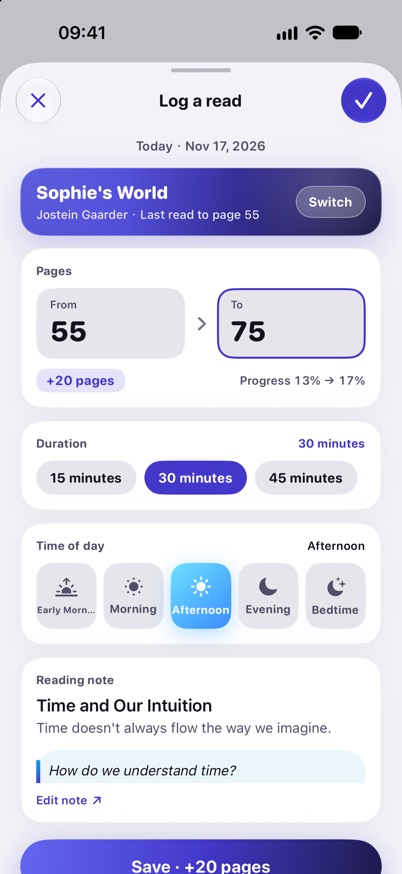 09:41
Log a read
Today · Nov 17, 2026
Sophie's World
Jostein Gaarder · Last read to page 55
Switch
Pages
From
55
To
75
+20 pages
Progress 13% → 17%
Duration
30 minutes
15 minutes
30 minutes
45 minutes
Time of day
Afternoon
Early Morn...
Morning
Afternoon
Evening
Bedtime
Reading note
Time and Our Intuition
Time doesn't always flow the way we imagine.
How do we understand time?
Edit note ↗
Save · +20 pages